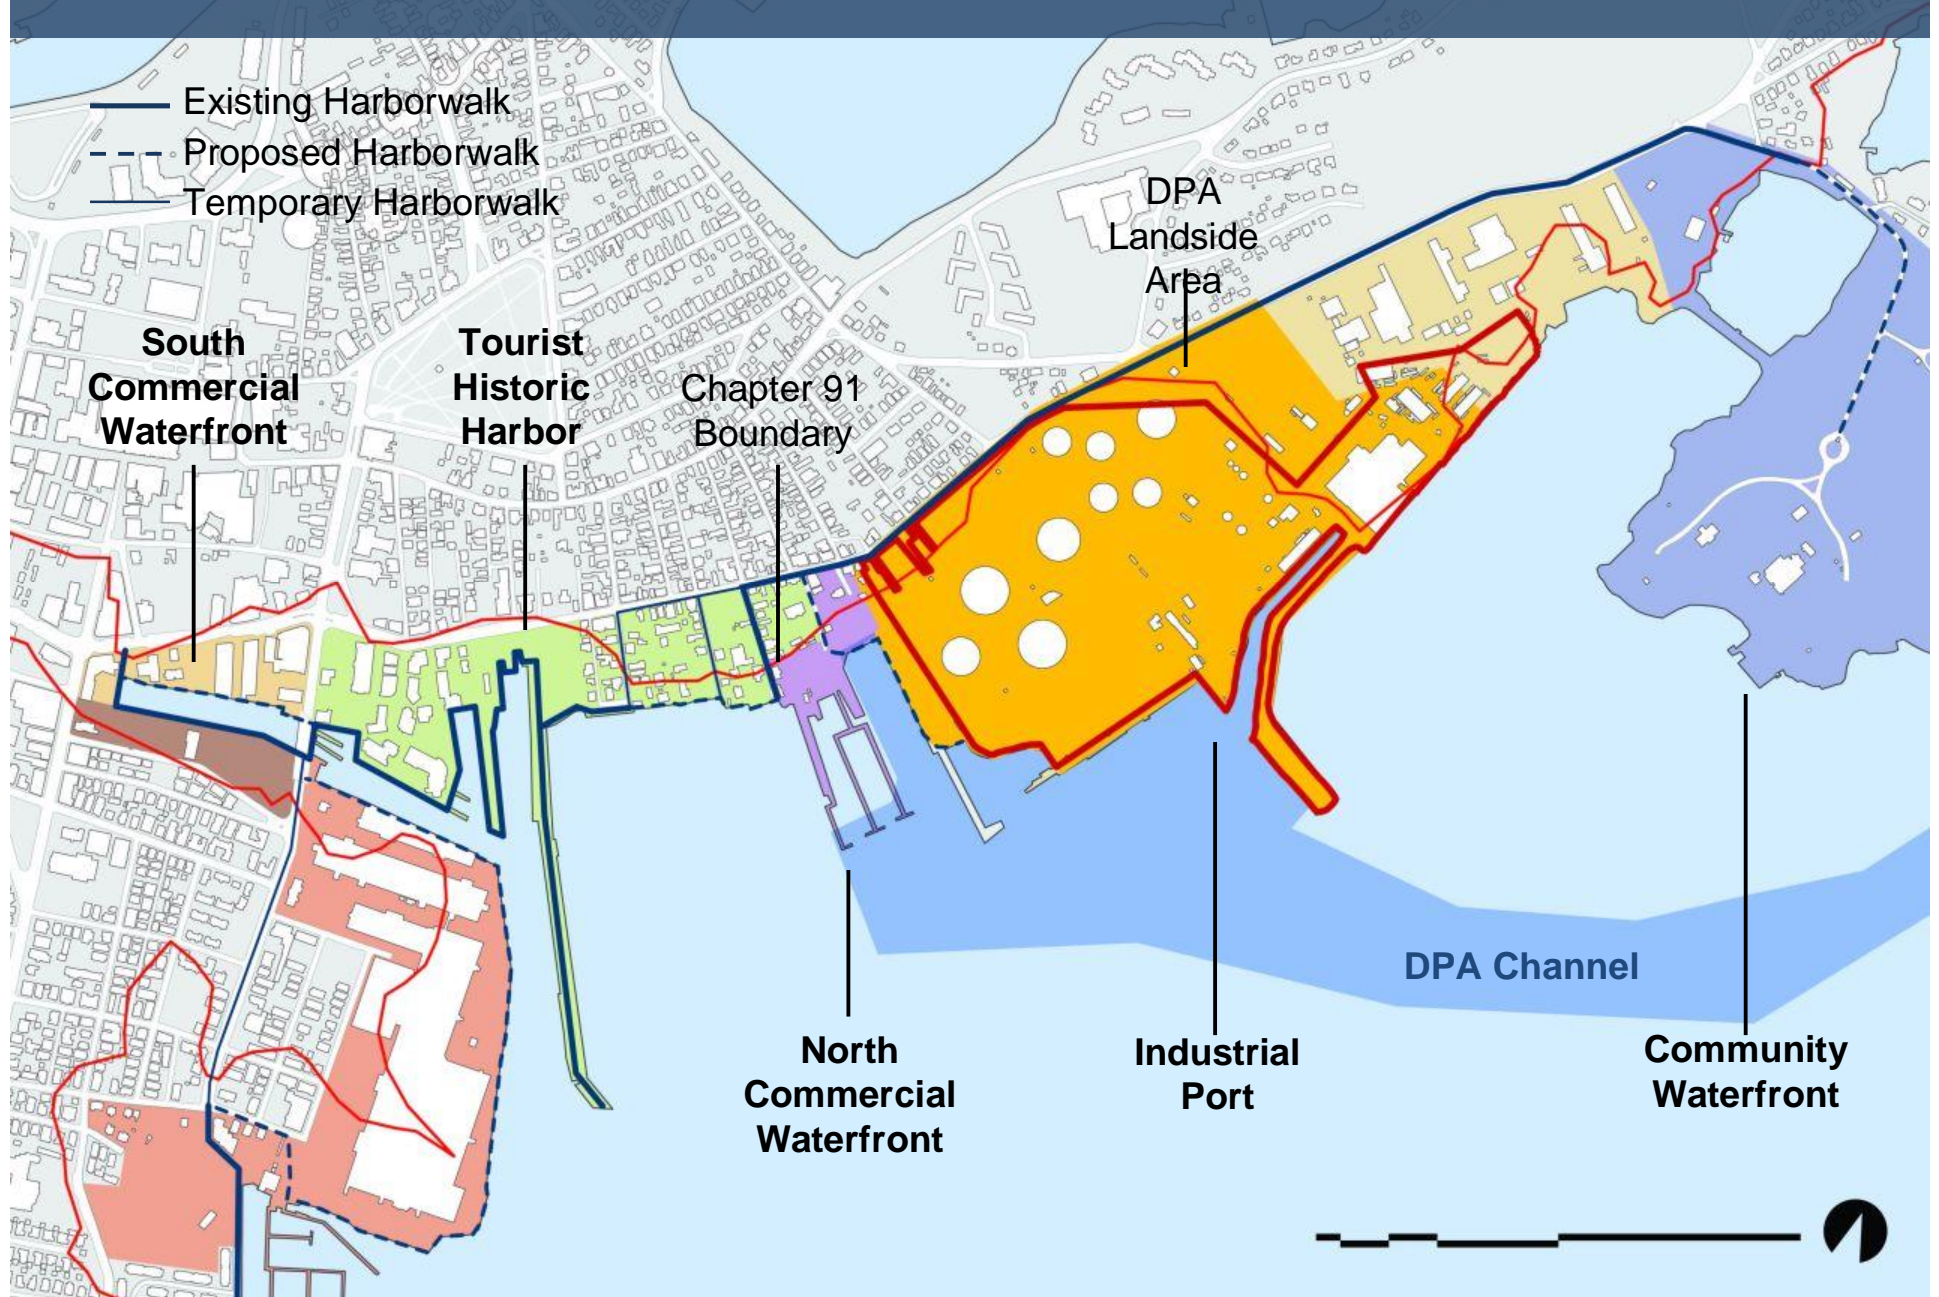 Existing Harborwalk
Proposed Harborwalk
Temporary Harborwalk
DPA
Landside
Area
South
Commercial
Waterfront
Tourist
Historic
Harbor
Chapter 91
Boundary
DPA Channel
North
Commercial
Waterfront
Industrial
Port
Community
Waterfront